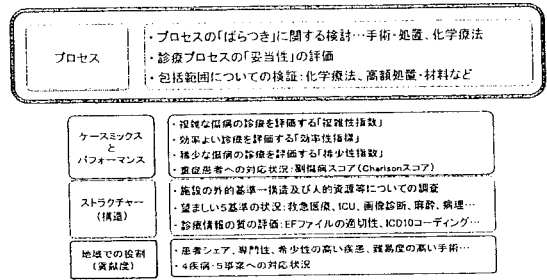 プロセス
・プロセスの「ばらつき」に関する検討…手術・処置、化学療法
・診療プロセスの「妥当性」の評価
・包括範囲についての検証：化学療法、高額処置・材料など
ケースミックス
と
パフォーマンス
・複雑な傷病の診療を評価する「複雑性指数」
・効率よい診療を評価する「効率性指標」
・稀少な傷病の診療を評価する「稀少性指数」
・重症患者への対応状況：副傷病スコア(Charlsonスコア)
ストラクチャー
(構造)
・施設の外的基準－構造及び人的資源等についての調査
・望ましい5基準の状況：救急医療、ICU、画像診断、麻酔、病理…
・診療情報の質の評価：EFファイルの適切性、ICD10コーディング…
地域での役割
(貢献度)
・患者シェア、専門性、希少性の高い疾患、難易度の高い手術…
・4疾病・5事業への対応状況